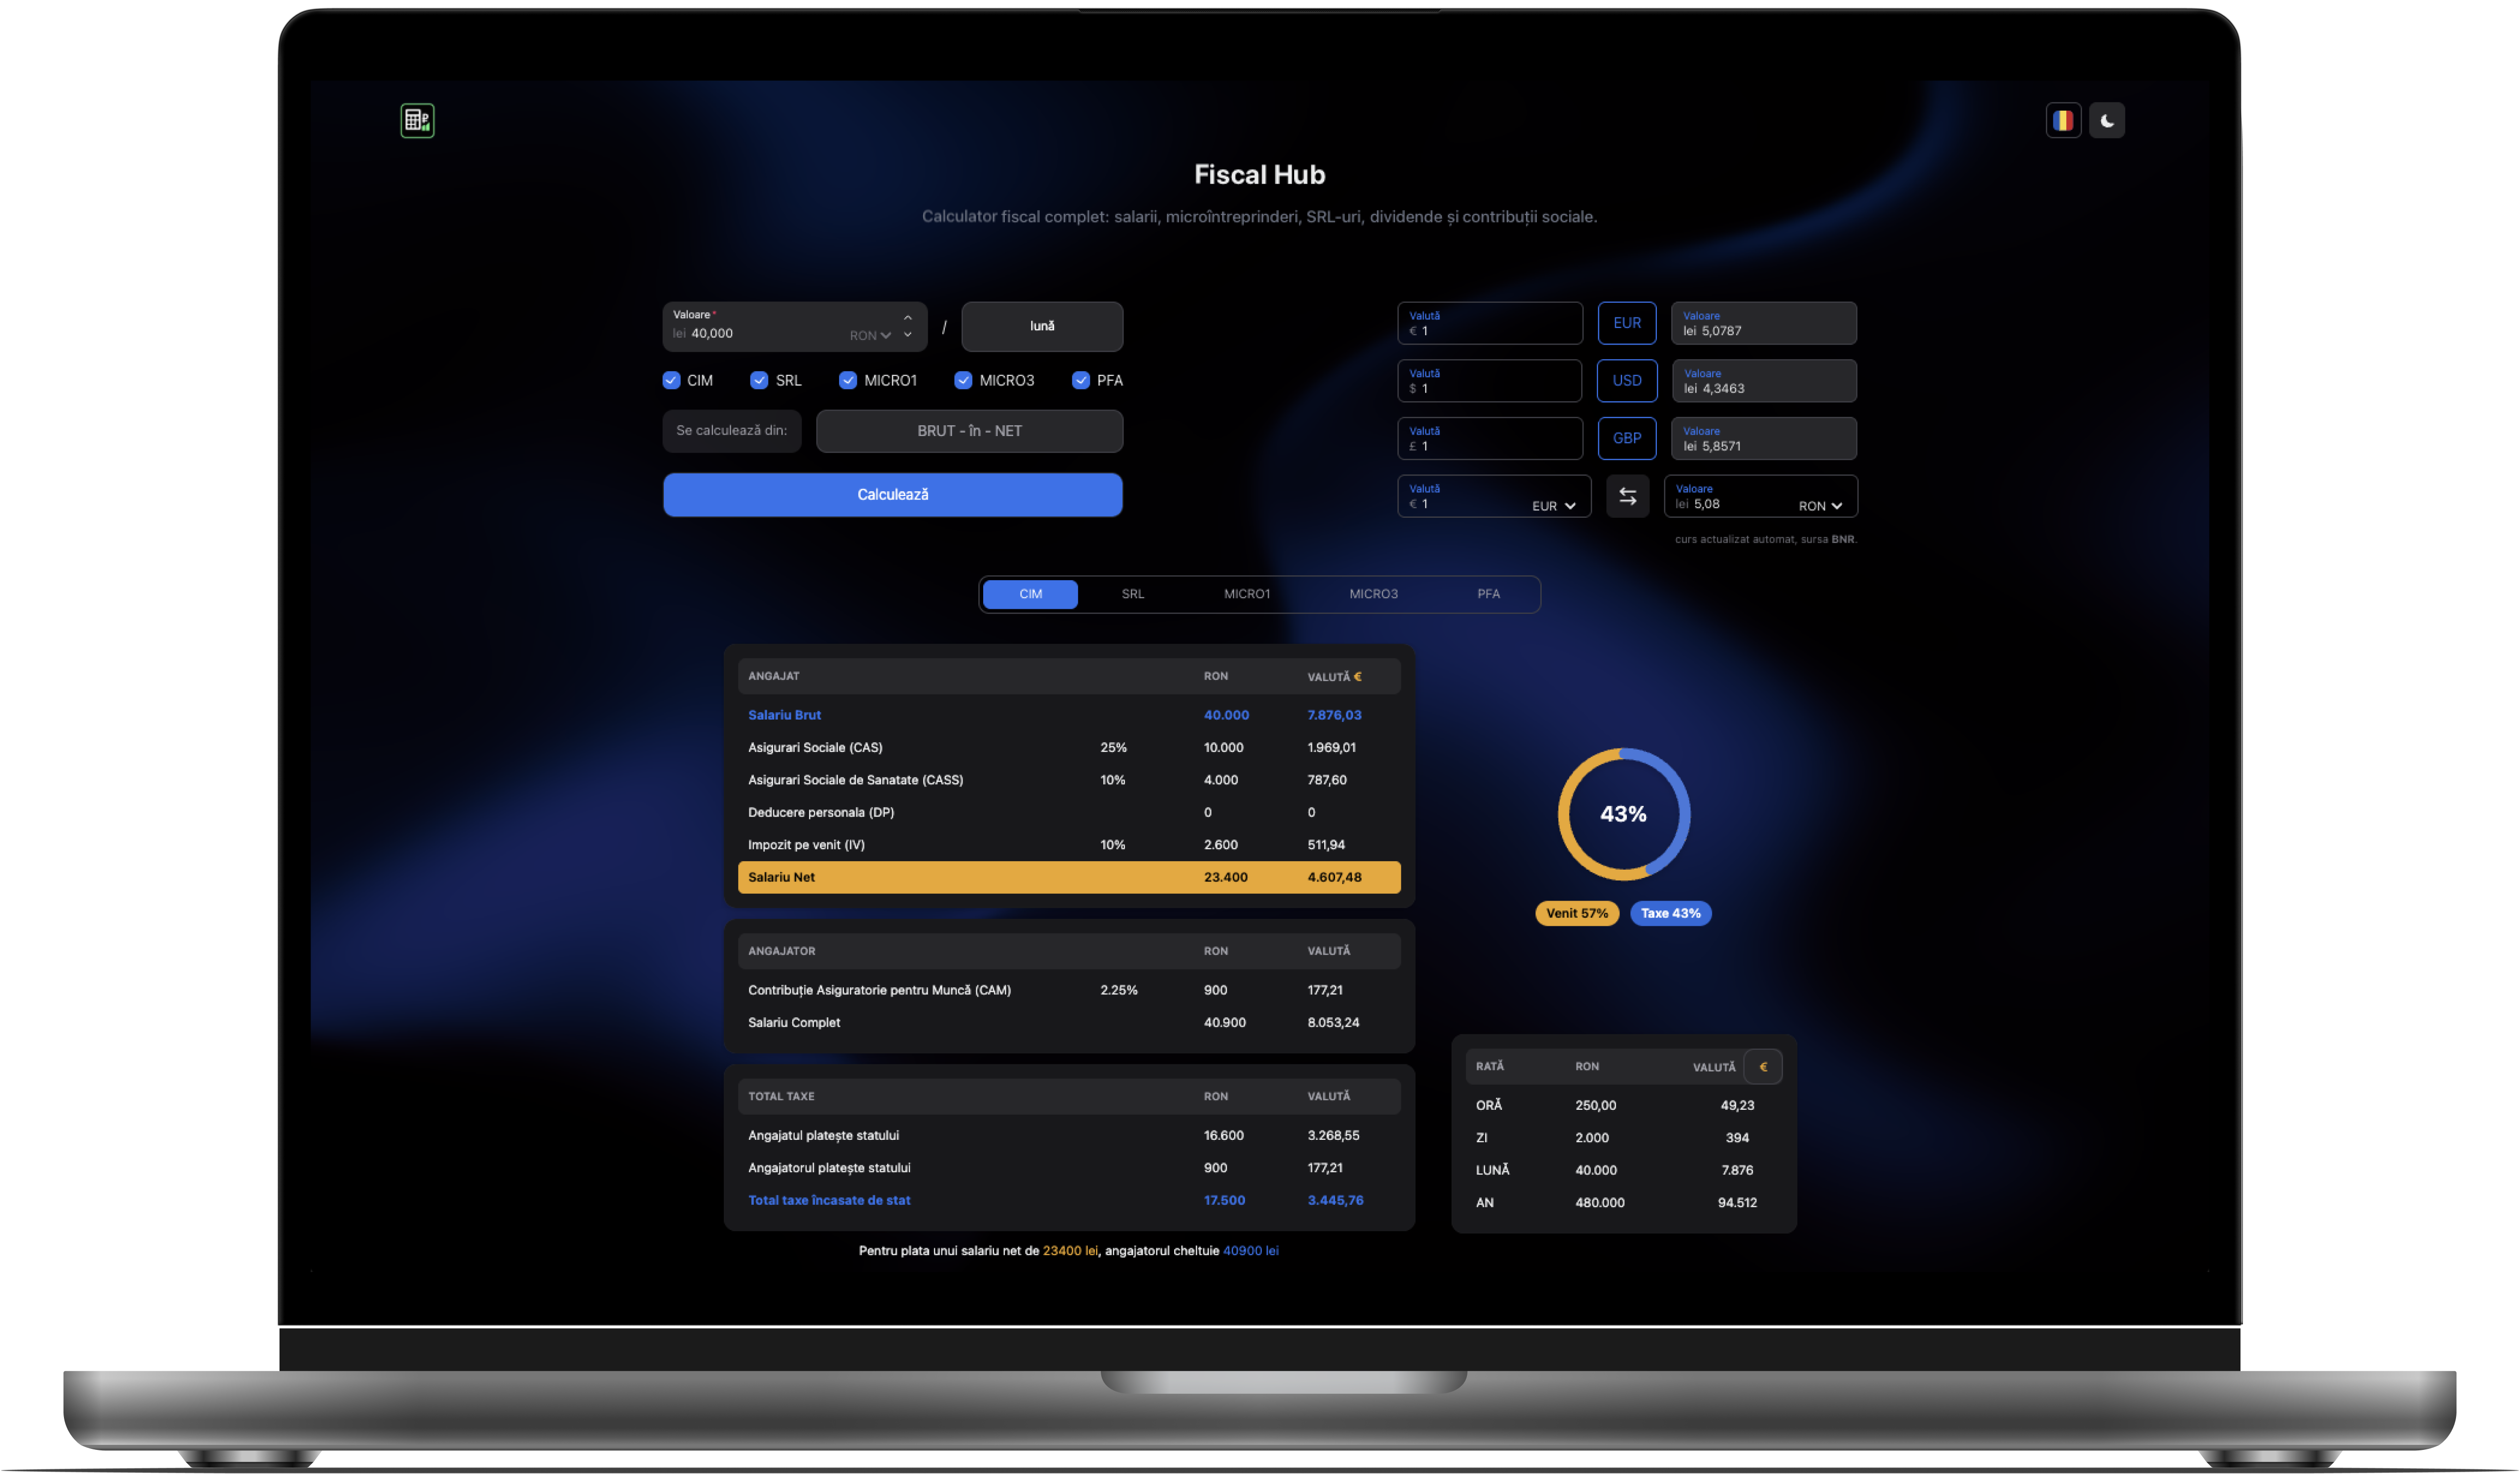 Fiscal Hub
Calculator fiscal complet: salarii, microîntreprinderi, SRL-uri, dividende și contribuții sociale.
Valoare*
lei 40,000 RON / lună
CIM SRL MICRO1 MICRO3 PFA
Se calculează din: BRUT - în - NET
Calculează
Valută
€ 1 EUR Valoare
lei 5,0787
Valută
$ 1 USD Valoare
lei 4,3463
Valută
£ 1 GBP Valoare
lei 5,8571
Valută
€ 1 EUR
Valoare
lei 5,08 RON
curs actualizat automat, sursa BNR.
CIM SRL MICRO1 MICRO3 PFA
ANGAJAT RON VALUTĂ €
Salariu Brut 40.000 7.876,03
Asigurari Sociale (CAS) 25% 10.000 1.969,01
Asigurari Sociale de Sanatate (CASS) 10% 4.000 787,60
Deducere personala (DP) 0 0
Impozit pe venit (IV) 10% 2.600 511,94
Salariu Net 23.400 4.607,48
ANGAJATOR RON VALUTĂ
Contribuție Asiguratorie pentru Muncă (CAM) 2.25% 900 177,21
Salariu Complet 40.900 8.053,24
TOTAL TAXE RON VALUTĂ
Angajatul platește statului 16.600 3.268,55
Angajatorul platește statului 900 177,21
Total taxe încasate de stat 17.500 3.445,76
Pentru plata unui salariu net de 23400 lei, angajatorul cheltuie 40900 lei
43%
Venit 57% Taxe 43%
RATĂ RON VALUTĂ €
ORĂ 250,00 49,23
ZI 2.000 394
LUNĂ 40.000 7.876
AN 480.000 94.512